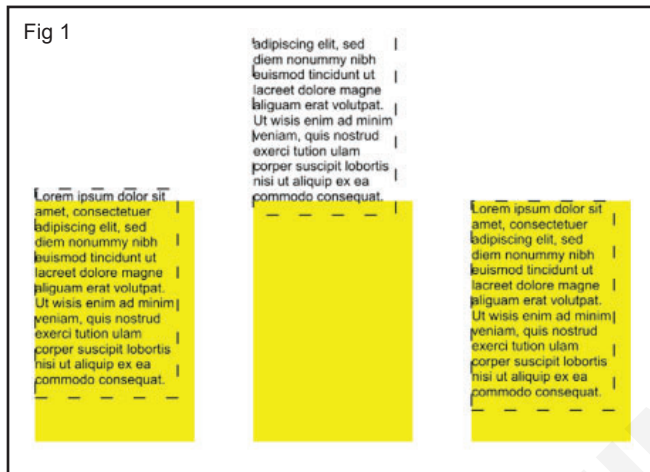 Fig 1
Lorem ipsum dolor sit
amet, consectetuer
adipiscing elit, sed
diem nonummy nibh
euismod tincidunt ut
lacreet dolore magne
aliguam erat volutpat.
Ut wisis enim ad minim
veniam, quis nostrud
exerci tution ulam
corper suscipit lobortis
nisi ut aliquip ex ea
commodo consequat.
adipiscing elit, sed
diem nonummy nibh
euismod tincidunt ut
lacreet dolore magne
aliguam erat volutpat.
Ut wisis enim ad minim
veniam, quis nostrud
exerci tution ulam
corper suscipit lobortis
nisi ut aliquip ex ea
commodo consequat.
Lorem ipsum dolor sit
amet, consectetuer
adipiscing elit, sed
diem nonummy nibh
euismod tincidunt ut
lacreet dolore magne
aliguam erat volutpat.
Ut wisis enim ad minim
veniam, quis nostrud
exerci tution ulam
corper suscipit lobortis
nisi ut aliquip ex ea
commodo consequat.